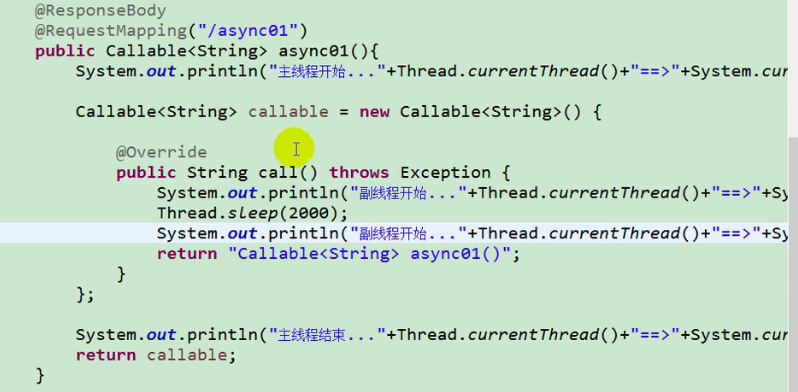 @ResponseBody
@RequestMapping("/async01")
public Callable<String> async01(){
System.out.println("主线程开始..."+Thread.currentThread()+"==>"+System.cur
Callable<String> callable = new Callable<String>() {
@Override
public String call() throws Exception {
System.out.println("副线程开始..."+Thread.currentThread()+"==>"+Sy
Thread.sleep(2000);
System.out.println("副线程开始..."+Thread.currentThread()+"==>"+Sy
return "Callable<String> async01()";
}
};
System.out.println("主线程结束..."+Thread.currentThread()+"==>"+System.cur
return callable;
}